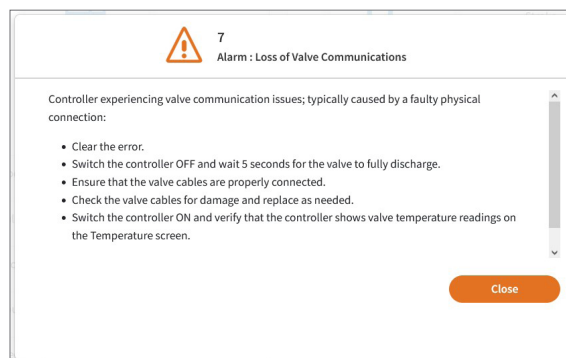 7
Alarm : Loss of Valve Communications
Controller experiencing valve communication issues; typically caused by a faulty physical
connection:
• Clear the error.
• Switch the controller OFF and wait 5 seconds for the valve to fully discharge.
• Ensure that the valve cables are properly connected.
• Check the valve cables for damage and replace as needed.
• Switch the controller ON and verify that the controller shows valve temperature readings on
the Temperature screen.
Close